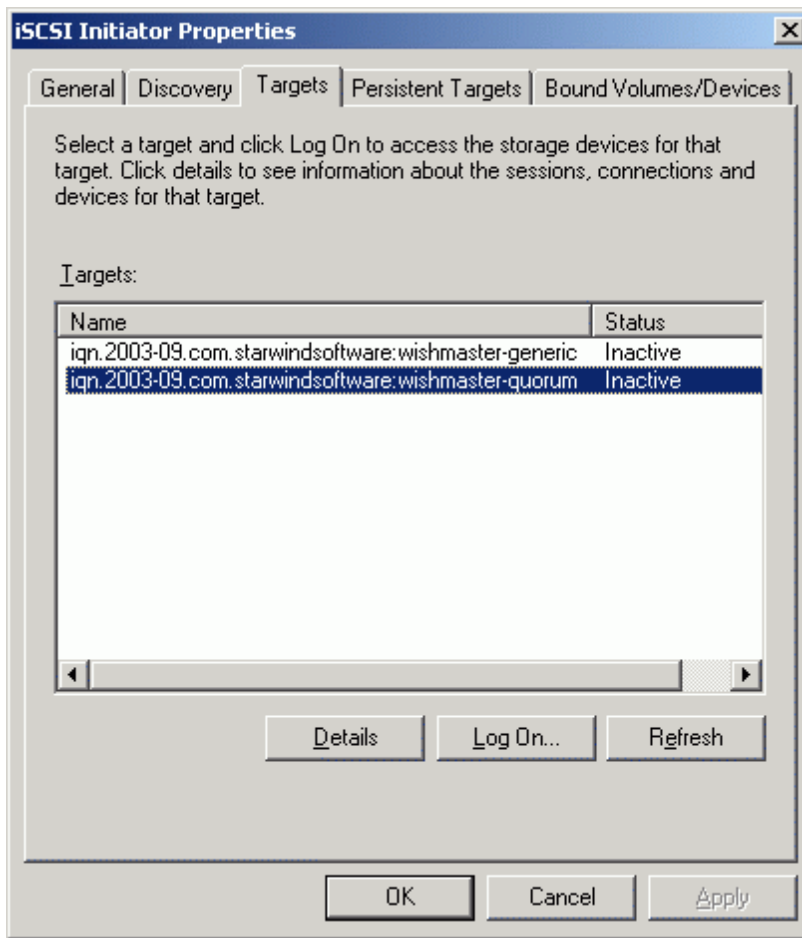 iSCSI Initiator Properties
General Discovery Targets Persistent Targets Bound Volumes/Devices
Select a target and click Log On to access the storage devices for that
target. Click details to see information about the sessions, connections and
devices for that target.
Targets:
Name Status
iqn.2003-09.com.starwindsoftware:wishmaster-generic Inactive
iqn.2003-09.com.starwindsoftware:wishmaster-quorum Inactive
Details Log On... Refresh
OK Cancel Apply